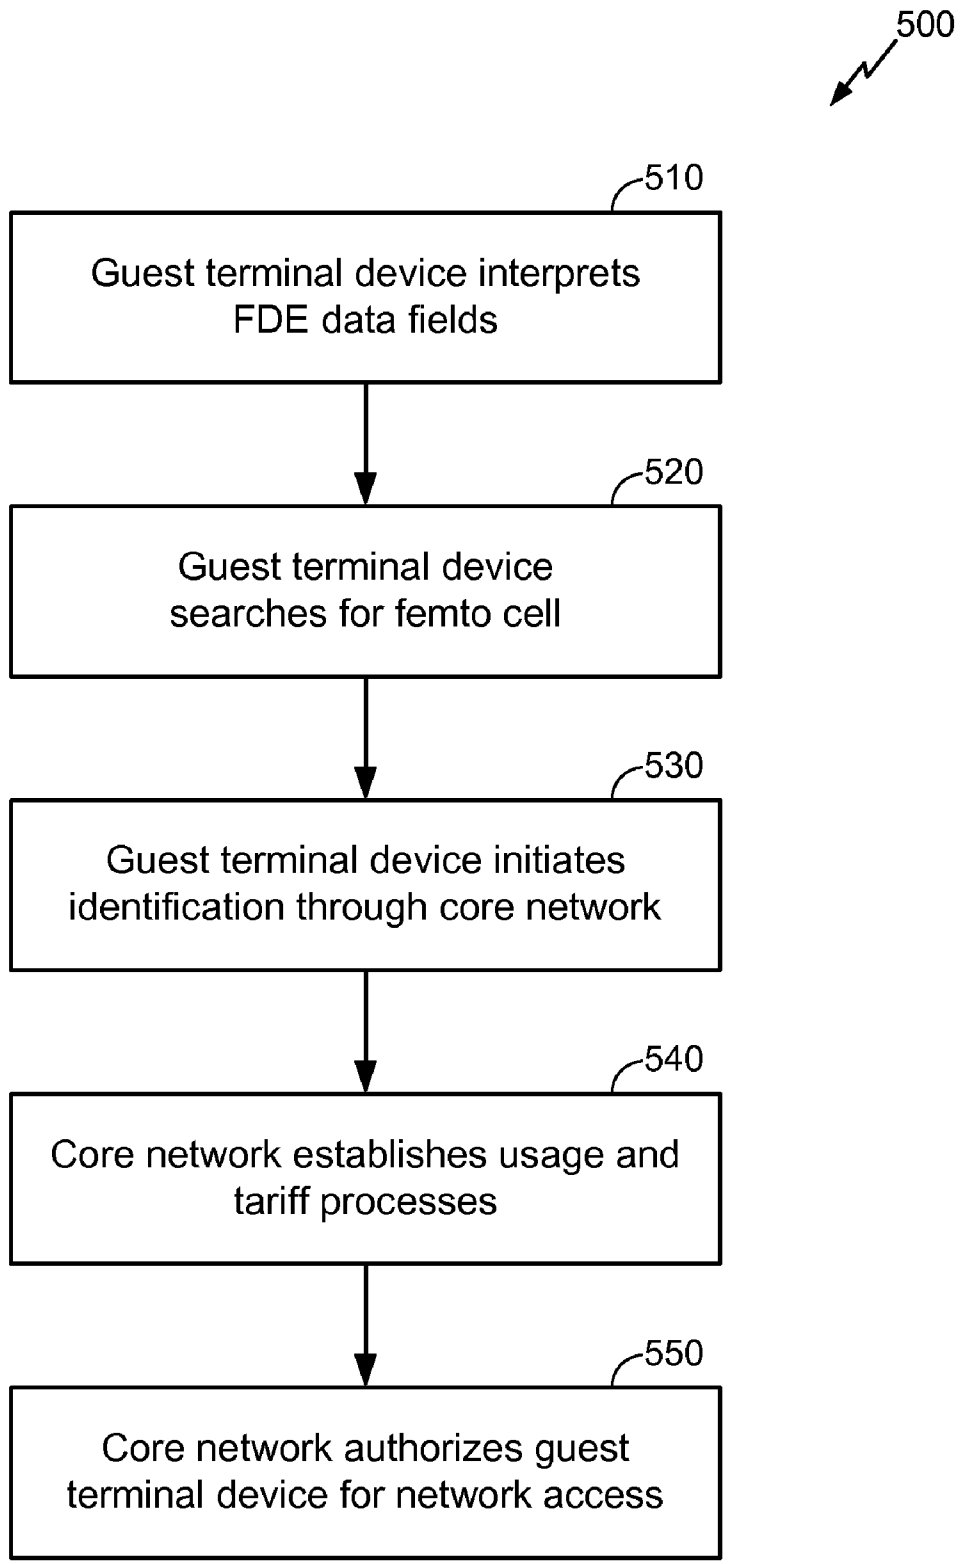 500
510
Guest terminal device interprets
FDE data fields
520
Guest terminal device
searches for femto cell
530
Guest terminal device initiates
identification through core network
540
Core network establishes usage and
tariff processes
550
Core network authorizes guest
terminal device for network access